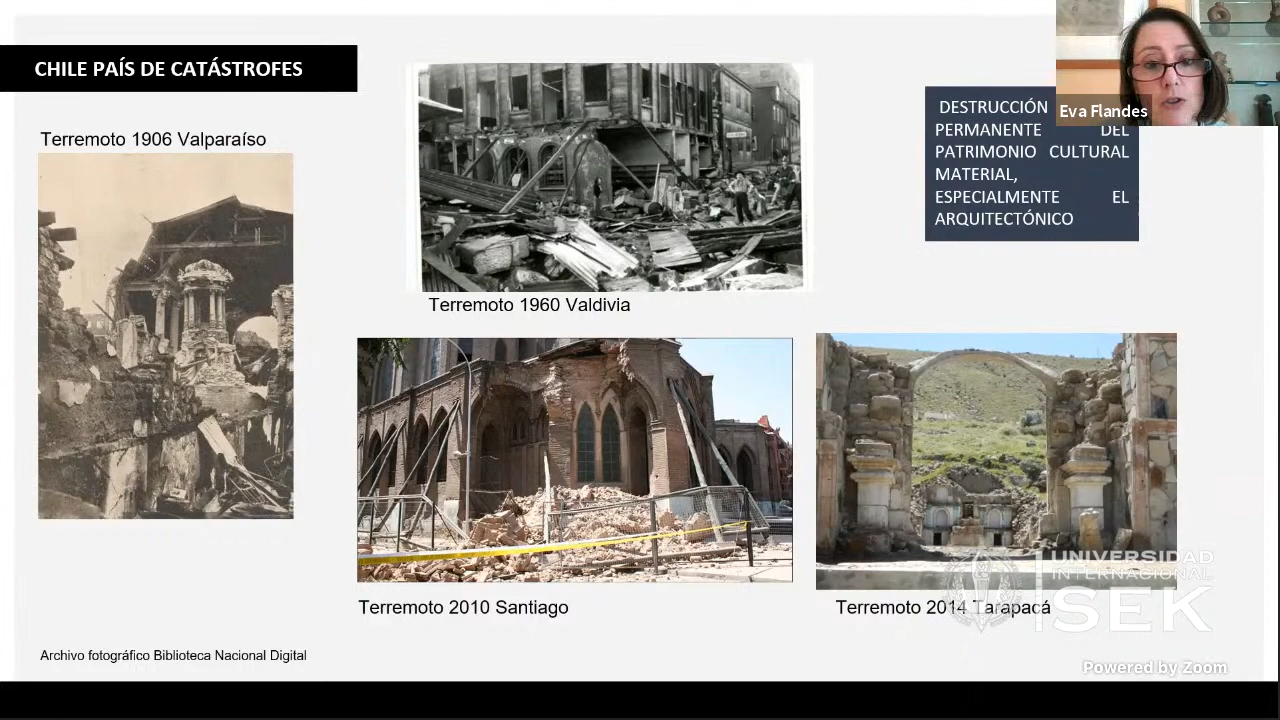 CHILE PAÍS DE CATÁSTROFES
Terremoto 1906 Valparaíso
Terremoto 1960 Valdivia
DESTRUCCIÓN
PERMANENTE DEL
PATRIMONIO CULTURAL
MATERIAL,
ESPECIALMENTE EL
ARQUITECTÓNICO
Eva Flandes
Terremoto 2010 Santiago
Terremoto 2014 Tarapacá
Archivo fotográfico Biblioteca Nacional Digital
UNIVERSIDAD
INTERNACIONAL
SEK
Powered by Zoom